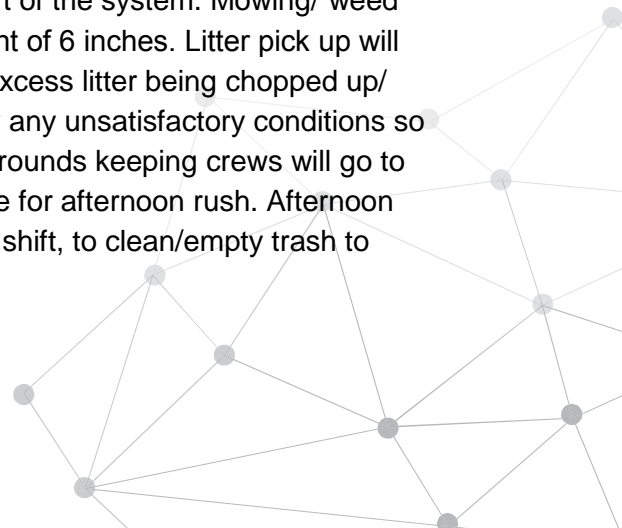 of the system. Mowing/ weed
nt of 6 inches. Litter pick up will
xcess litter being chopped up/
any unsatisfactory conditions so
rounds keeping crews will go to
e for afternoon rush. Afternoon
shift, to clean/empty trash to